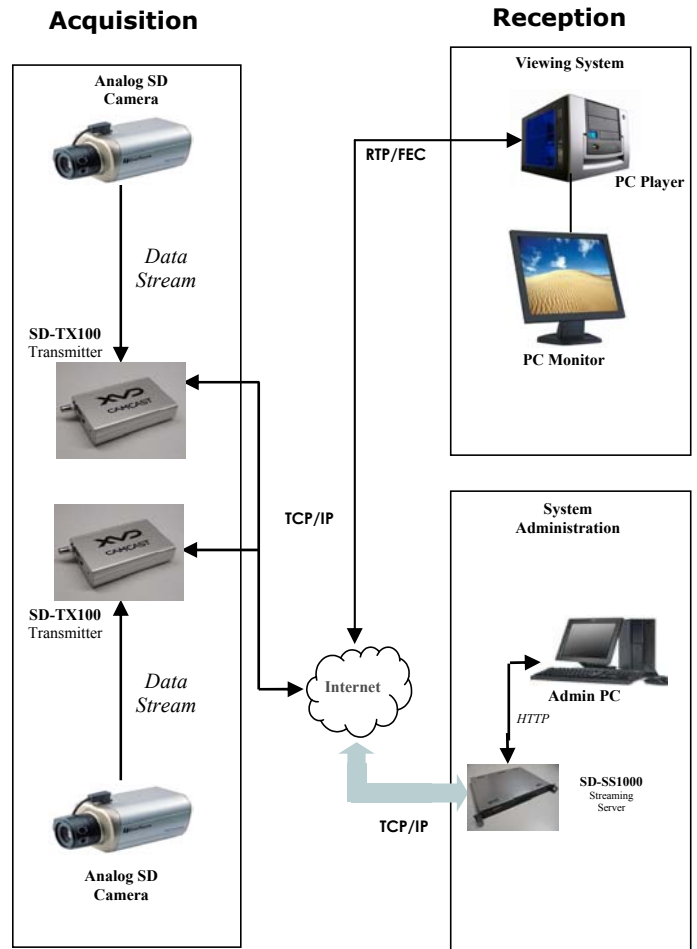 Acquisition
Reception
Analog SD
Camera
Data
Stream
SD-TX100
Transmitter
XVD
CAMCAST
XVD
CAMCAST
SD-TX100
Transmitter
Data
Stream
Analog SD
Camera
TCP/IP
RTP/FEC
Internet
TCP/IP
Viewing System
PC Player
PC Monitor
System
Administration
Admin PC
HTTP
SD-SS1000
Streaming
Server